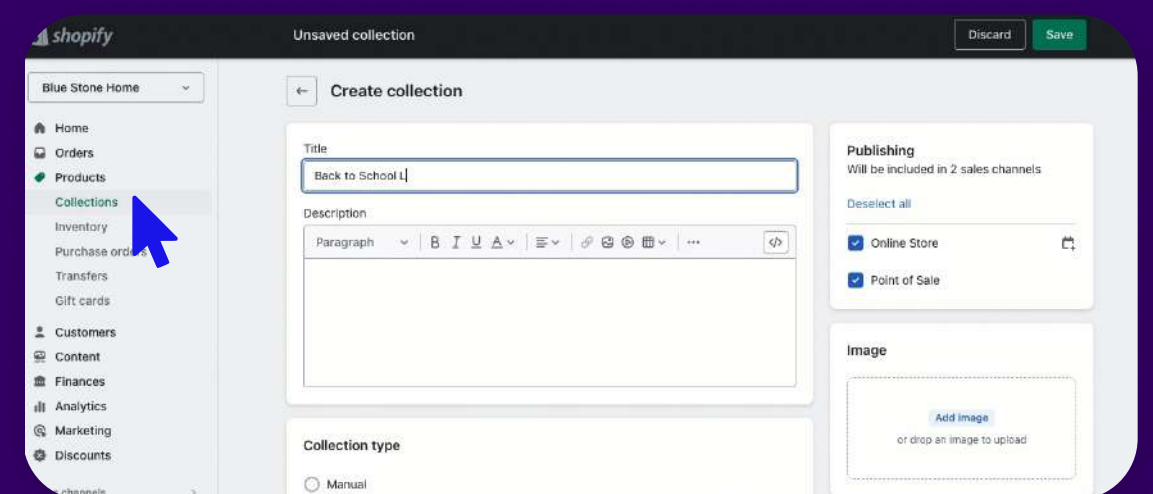 shopify
Unsaved collection
Discard
Save
Blue Stone Home
Home
Orders
Products
Collections
Inventory
Purchase orders
Transfers
Gift cards
Customers
Content
Finances
Analytics
Marketing
Discounts
channels
Create collection
Title
Back to School L
Description
Paragraph
B I U A
</>
Collection type
Manual
Publishing
Will be included in 2 sales channels
Deselect all
Online Store
Point of Sale
Image
Add image
or drop an image to upload